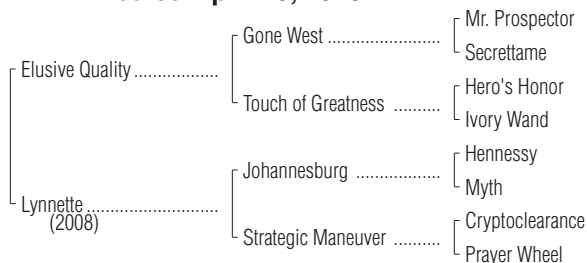 Mr. Prospector
Gone West
Secrettame
Elusive Quality
Hero's Honor
Touch of Greatness
Ivory Wand
Hennessy
Johannesburg
Myth
Lynnette
(2008)
Cryptoclearance
Strategic Maneuver
Prayer Wheel